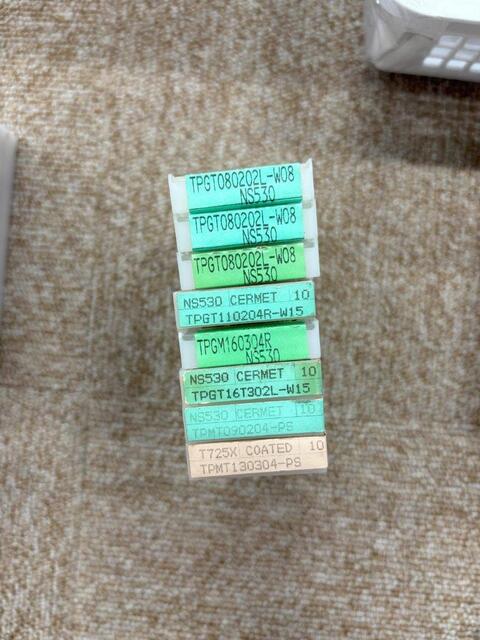 TPGT080202L-W08
NS530
TPGT080202L-W08
NS530
TPGT080202L-W08
NS530
NS530 CERMET 10
TPGT110204R-W15
TPGM160304R
NS530
NS530 CERMET 10
TPGT16T302L-W15
NS530 CERMET 10
TPMT090204-PS
T725X COATED 10
TPMT130304-PS